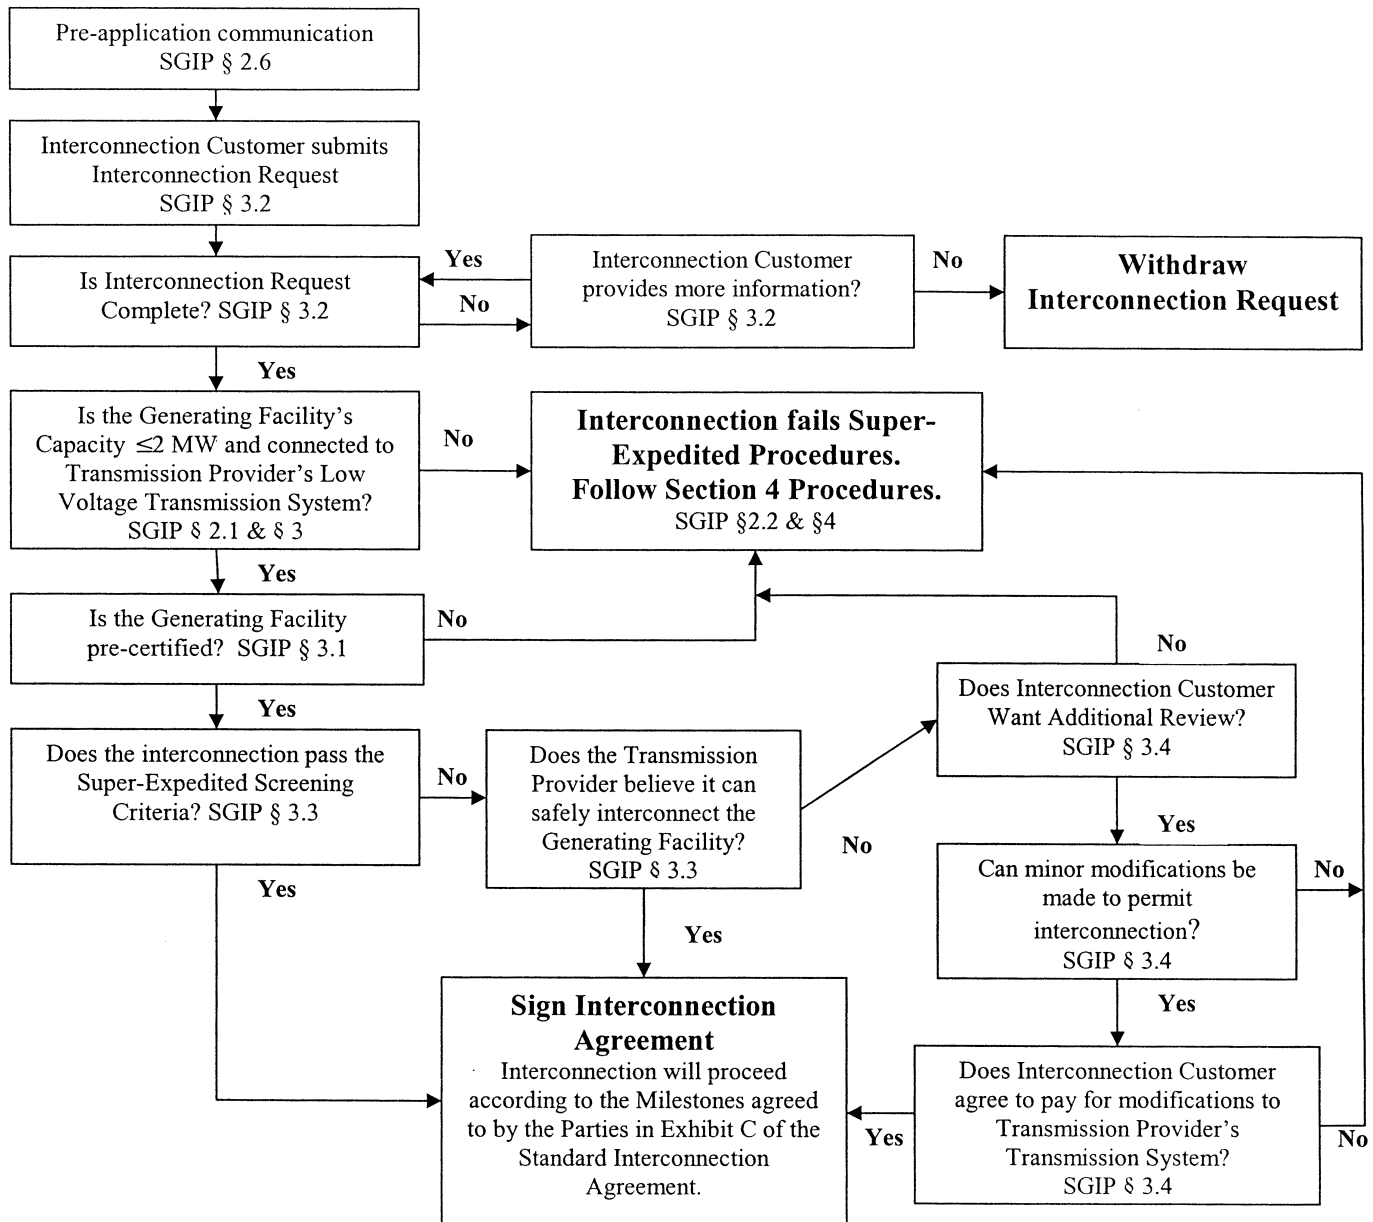 Pre-application communication
SGIP § 2.6
Interconnection Customer submits
Interconnection Request
SGIP § 3.2
Is Interconnection Request
Complete? SGIP § 3.2
Yes
No
Interconnection Customer
provides more information?
SGIP § 3.2
No
Withdraw
Interconnection Request
Yes
Is the Generating Facility's
Capacity ≤2 MW and connected to
Transmission Provider's Low
Voltage Transmission System?
SGIP § 2.1 & § 3
No
Interconnection fails Super-
Expedited Procedures.
Follow Section 4 Procedures.
SGIP §2.2 & §4
Yes
Is the Generating Facility
pre-certified? SGIP § 3.1
No
Yes
Does the interconnection pass the
Super-Expedited Screening
Criteria? SGIP § 3.3
No
Does the Transmission
Provider believe it can
safely interconnect the
Generating Facility?
SGIP § 3.3
No
No
Does Interconnection Customer
Want Additional Review?
SGIP § 3.4
Yes
Can minor modifications be
made to permit
interconnection?
SGIP § 3.4
No
Yes
Yes
Yes
Sign Interconnection
Agreement
Interconnection will proceed
according to the Milestones agreed
to by the Parties in Exhibit C of the
Standard Interconnection
Agreement.
Yes
Does Interconnection Customer
agree to pay for modifications to
Transmission Provider's
Transmission System?
SGIP § 3.4
No